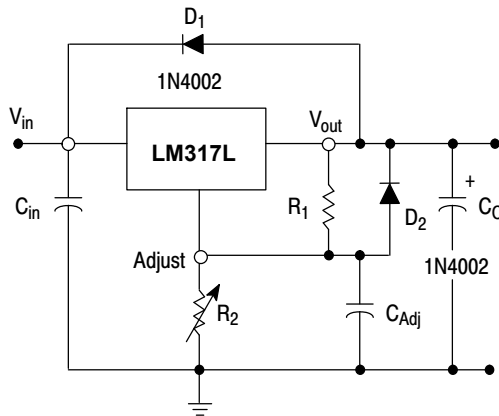 D1
1N4002
Vin
Vout
LM317L
Cin
R1
D2
+
CO
1N4002
Adjust
R2
CAdj